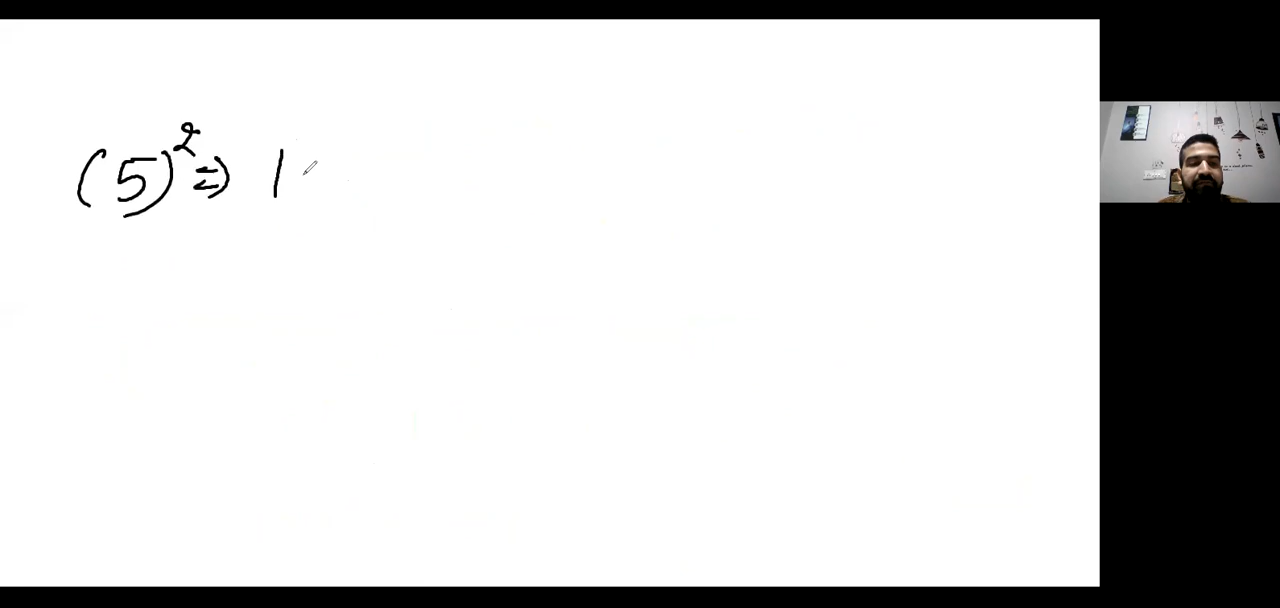 (5)² => 1